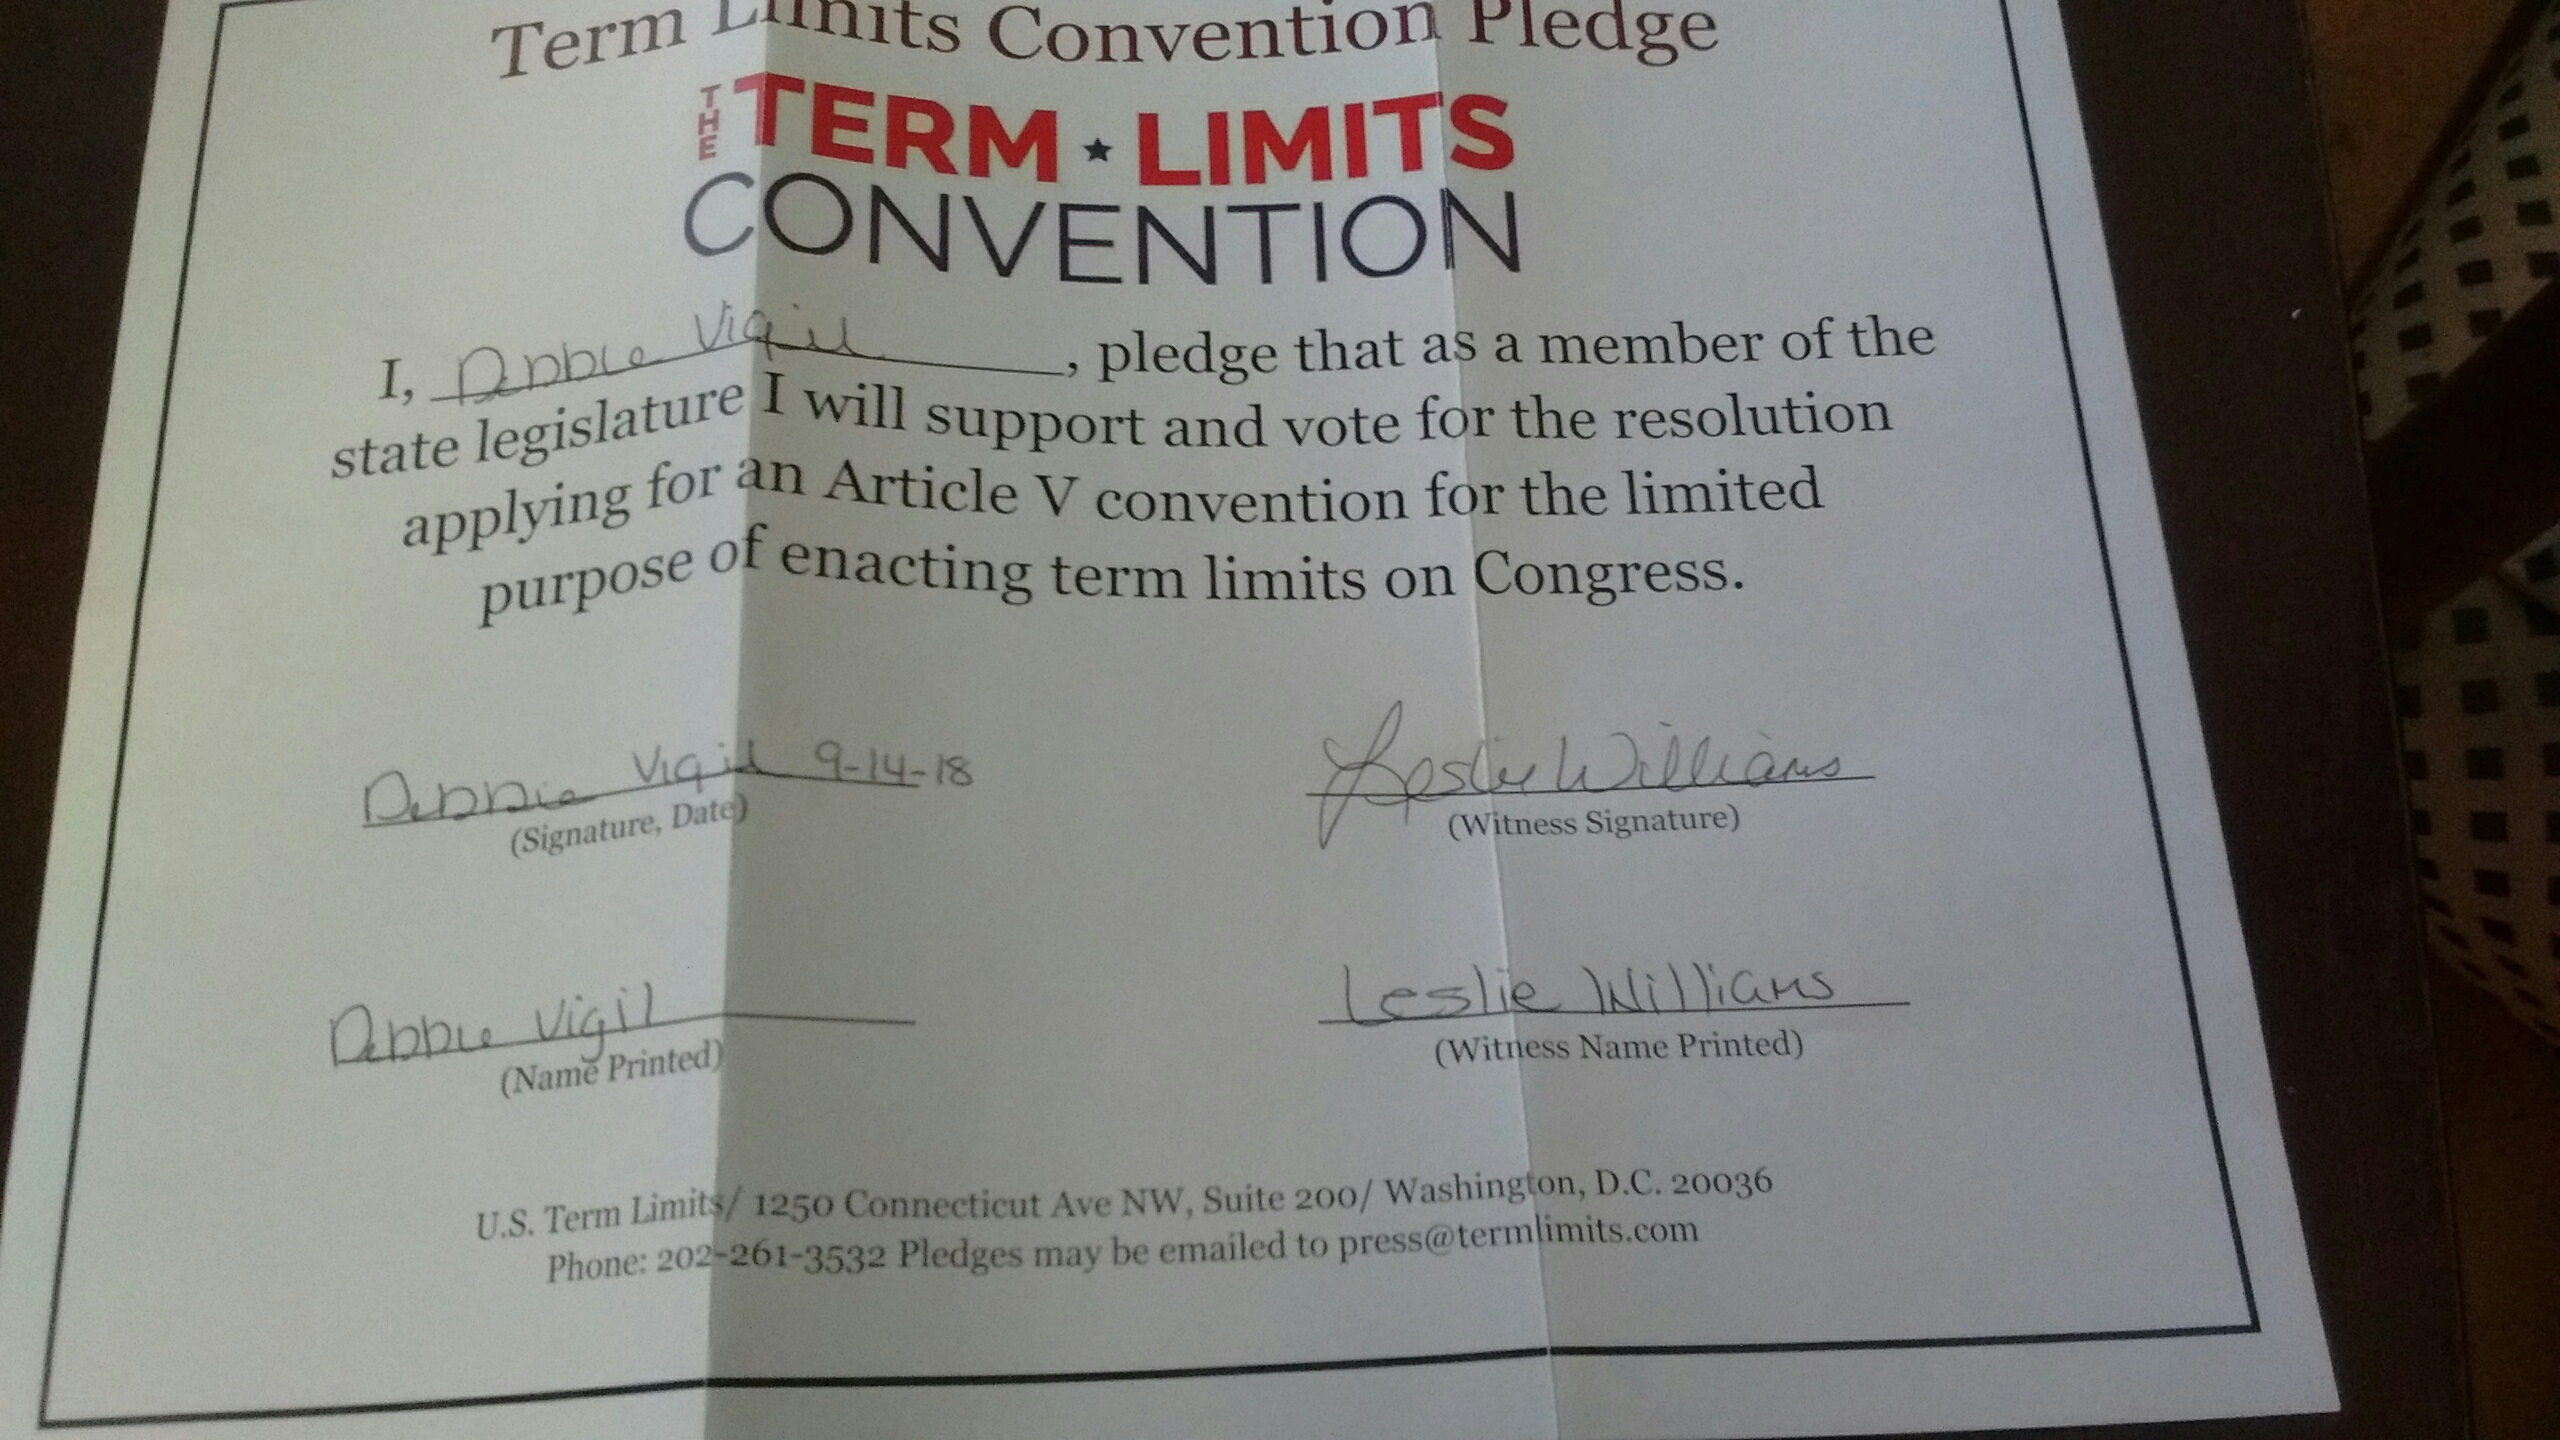 Term Limits Convention Pledge
THE TERM ★ LIMITS
CONVENTION
I, Debbie Vigil, pledge that as a member of the
state legislature I will support and vote for the resolution
applying for an Article V convention for the limited
purpose of enacting term limits on Congress.
Debbie Vigil 9-14-18
(Signature, Date)
Leslie Williams
(Witness Signature)
Debbie Vigil
(Name Printed)
Leslie Williams
(Witness Name Printed)
U.S. Term Limits/ 1250 Connecticut Ave NW, Suite 200/ Washington, D.C. 20036
Phone: 202-261-3532 Pledges may be emailed to press@termlimits.com